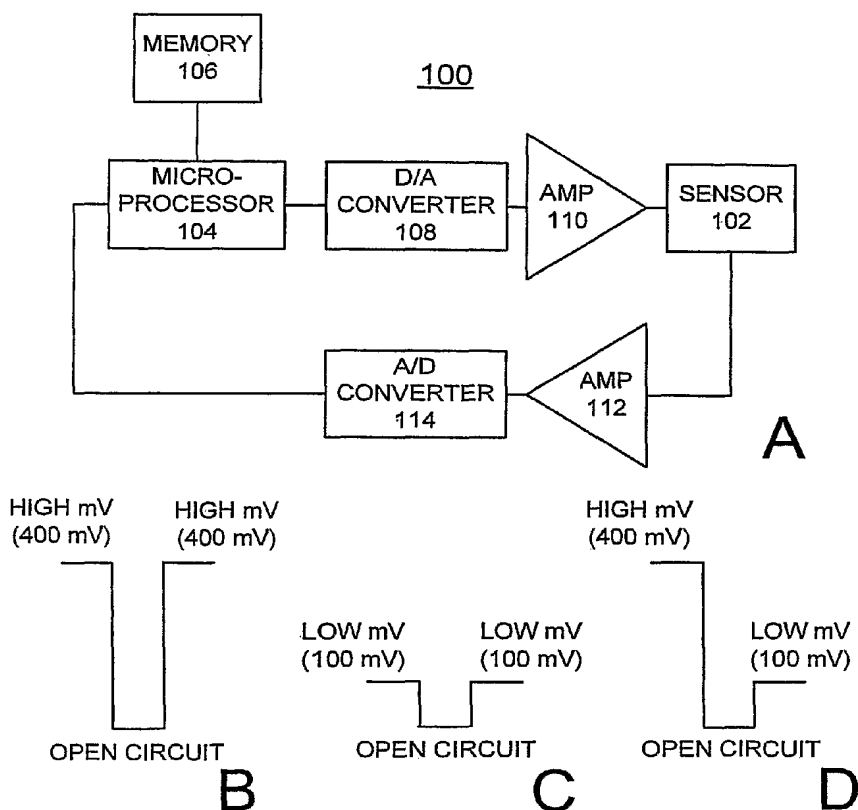 MEMORY
106
100
MICRO-
PROCESSOR
104
D/A
CONVERTER
108
AMP
110
SENSOR
102
A/D
CONVERTER
114
AMP
112
A
HIGH mV
(400 mV)
HIGH mV
(400 mV)
OPEN CIRCUIT
B
LOW mV
(100 mV)
LOW mV
(100 mV)
OPEN CIRCUIT
C
HIGH mV
(400 mV)
LOW mV
(100 mV)
OPEN CIRCUIT
D